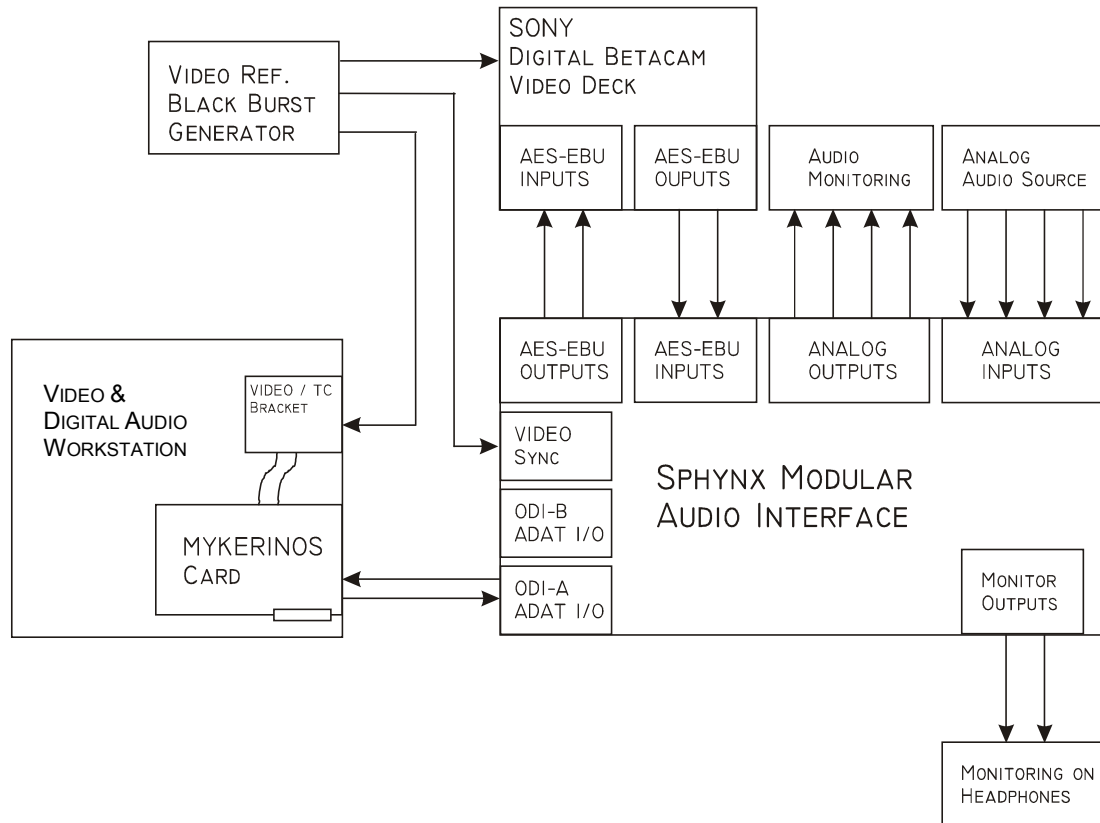 SONY
DIGITAL BETACAM
VIDEO DECK
VIDEO REF.
BLACK BURST
GENERATOR
AES-EBU
INPUTS
AES-EBU
OUPUTS
AUDIO
MONITORING
ANALOG
AUDIO SOURCE
AES-EBU
OUTPUTS
AES-EBU
INPUTS
ANALOG
OUTPUTS
ANALOG
INPUTS
VIDEO &
DIGITAL AUDIO
WORKSTATION
VIDEO / TC
BRACKET
VIDEO
SYNC
SPHYNX MODULAR
AUDIO INTERFACE
ODI-B
ADAT I/O
MYKERINOS
CARD
ODI-A
ADAT I/O
MONITOR
OUTPUTS
MONITORING ON
HEADPHONES